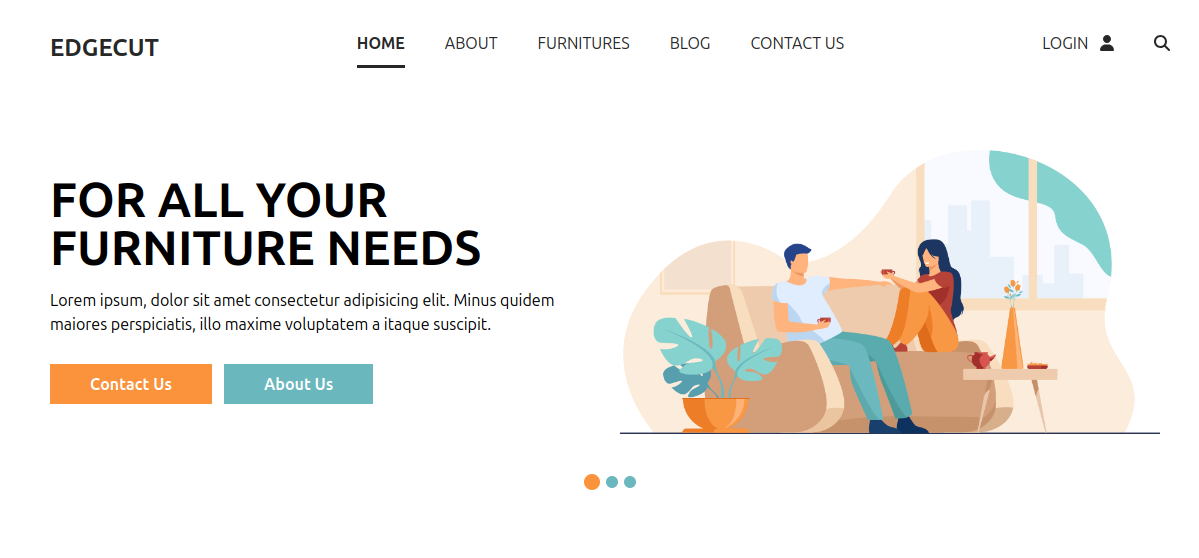 EDGECUT
HOME
ABOUT
FURNITURES
BLOG
CONTACT US
LOGIN
FOR ALL YOUR
FURNITURE NEEDS
Lorem ipsum, dolor sit amet consectetur adipisicing elit. Minus quidem
maiores perspiciatis, illo maxime voluptatem a itaque suscipit.
Contact Us
About Us